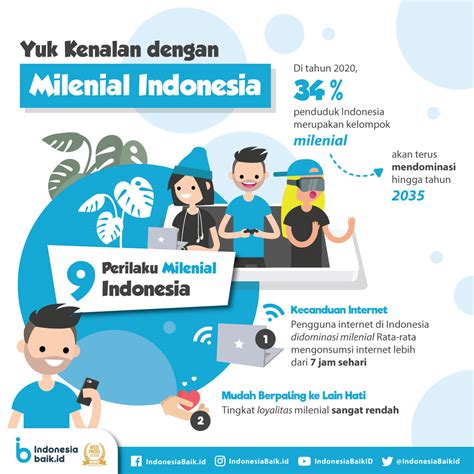 Yuk Kenalan dengan
Milenial Indonesia
Di tahun 2020,
34%
penduduk Indonesia
merupakan kelompok
milenial
akan terus
mendominasi
hingga tahun
2035
9 Perilaku Milenial
Indonesia
1
Kecanduan Internet
Pengguna internet di Indonesia
didominasi milenial Rata-rata
mengonsumsi internet lebih
dari 7 jam sehari
2
Mudah Berpaling ke Lain Hati
Tingkat loyalitas milenial sangat rendah
Indonesia
baik.id
IndonesiaBaik.id
IndonesiaBaik.id
IndonesiaBaikID
@IndonesiaBaikId